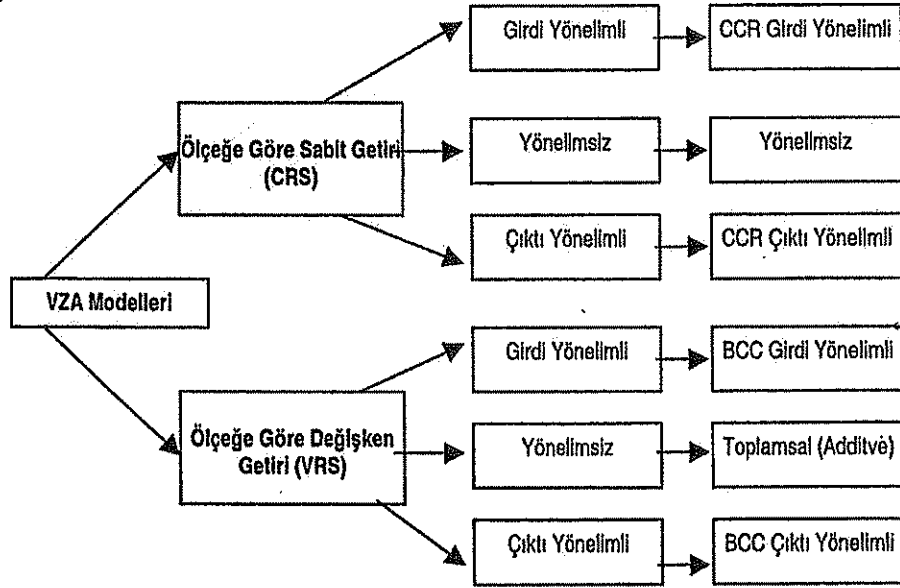 Girdi Yönelimli
CCR Girdi Yönelimli
Ölçeğe Göre Sabit Getiri
(CRS)
Yönelimsiz
Yönelimsiz
Çıktı Yönelimli
CCR Çıktı Yönelimli
VZA Modelleri
Girdi Yönelimli
BCC Girdi Yönelimli
Ölçeğe Göre Değişken
Getiri (VRS)
Yönelimsiz
Toplamsal (Additve)
Çıktı Yönelimli
BCC Çıktı Yönelimli